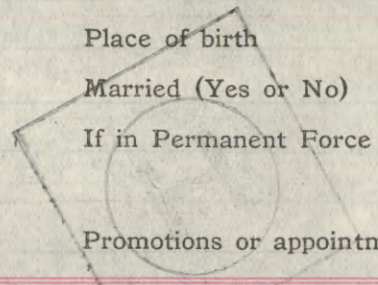 Place of birth
Married (Yes or No)
If in Permanent Force
Promotions or appointm